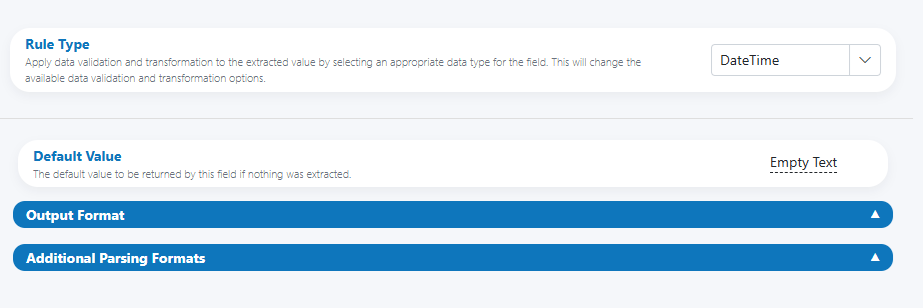 Rule Type
Apply data validation and transformation to the extracted value by selecting an appropriate data type for the field. This will change the
available data validation and transformation options.
DateTime
Default Value
The default value to be returned by this field if nothing was extracted.
Empty Text
Output Format
Additional Parsing Formats